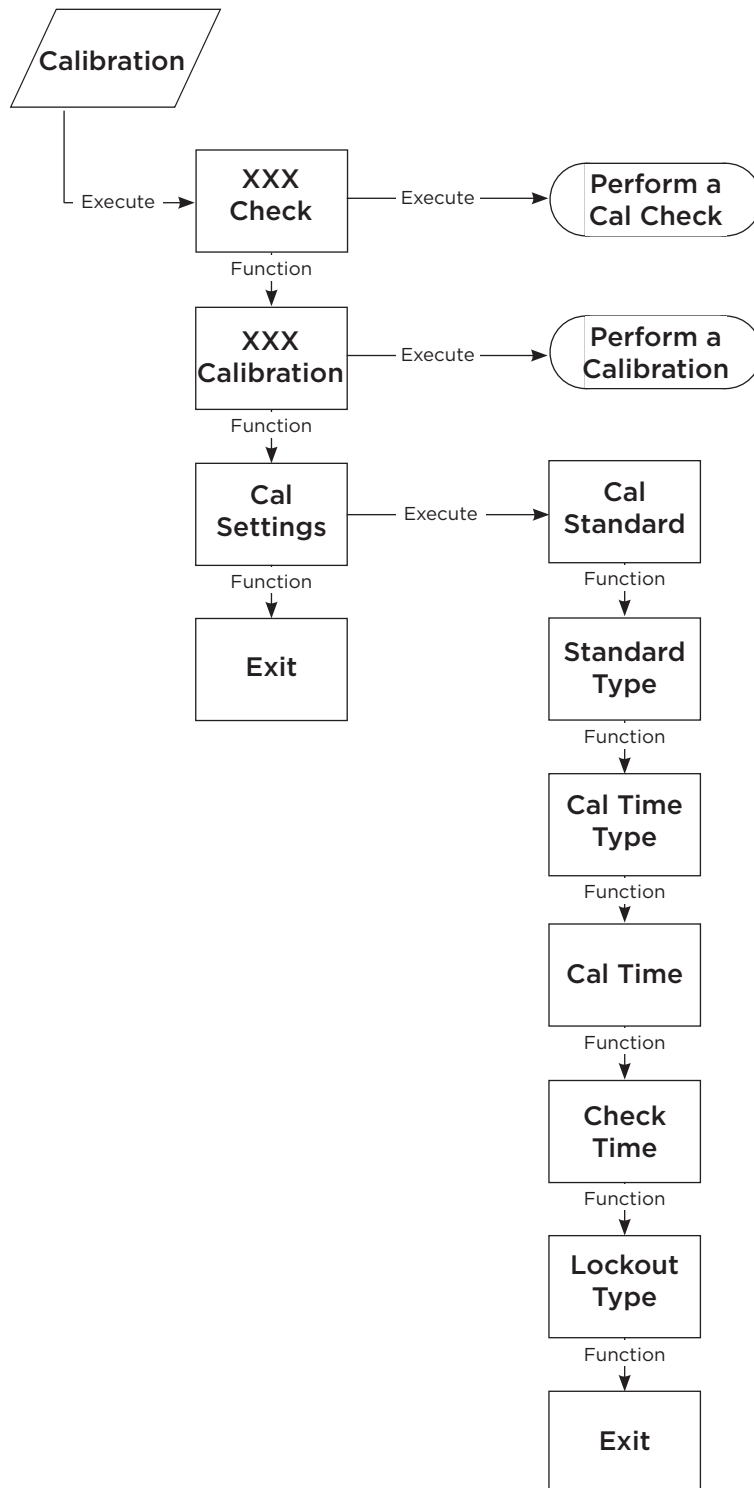 Calibration
Execute
XXX
Check
Execute
Perform a
Cal Check
Function
XXX
Calibration
Execute
Perform a
Calibration
Function
Cal
Settings
Execute
Cal
Standard
Function
Exit
Function
Standard
Type
Function
Cal Time
Type
Function
Cal Time
Function
Check
Time
Function
Lockout
Type
Function
Exit